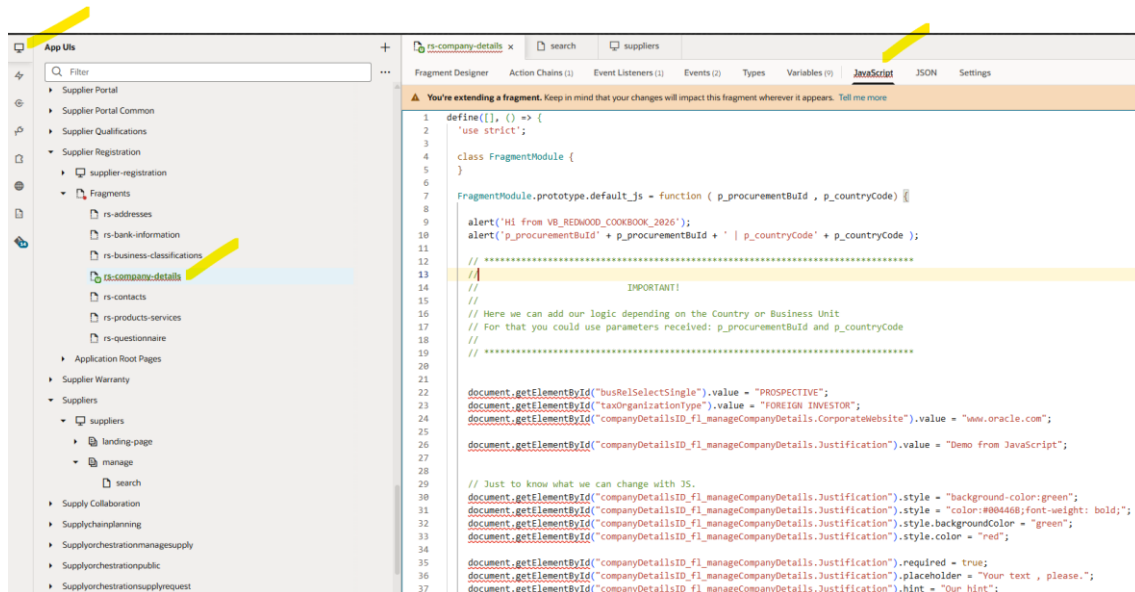 App UIs
+
Filter
...
Supplier Portal
Supplier Portal Common
Supplier Qualifications
Supplier Registration
supplier-registration
Fragments
rs-addresses
rs-bank-information
rs-business-classifications
rs-company-details
rs-contacts
rs-products-services
rs-questionnaire
Application Root Pages
Supplier Warranty
Suppliers
suppliers
landing-page
manage
search
Supply Collaboration
Supplychainplanning
Supplyorchestrationmanagesupply
Supplyorchestrationpublic
Supplyorchestrationsupplyrequest
rs-company-details x search suppliers
Fragment Designer Action Chains (1) Event Listeners (1) Events (2) Types Variables (9) JavaScript JSON Settings
You're extending a fragment. Keep in mind that your changes will impact this fragment wherever it appears. Tell me more
1 define([], () => {
2 'use strict';
3
4 class FragmentModule {
5 }
6
7 FragmentModule.prototype.default_js = function ( p_procurementBuId , p_countryCode) {
8
9 alert('Hi from VB_REDWOOD_COOKBOOK_2026');
10 alert('p_procurementBuId' + p_procurementBuId + ' | p_countryCode' + p_countryCode );
11
12 // *********************************************************************************
13 //
14 // IMPORTANT!
15 //
16 // Here we can add our logic depending on the Country or Business Unit
17 // For that you could use parameters received: p_procurementBuId and p_countryCode
18 //
19 // *********************************************************************************
20
21
22 document.getElementById("busRelSelectSingle").value = "PROSPECTIVE";
23 document.getElementById("taxOrganizationType").value = "FOREIGN INVESTOR";
24 document.getElementById("companyDetailsID_fl_manageCompanyDetails.CorporateWebsite").value = "www.oracle.com";
25
26 document.getElementById("companyDetailsID_fl_manageCompanyDetails.Justification").value = "Demo from JavaScript";
27
28
29 // Just to know what we can change with JS.
30 document.getElementById("companyDetailsID_fl_manageCompanyDetails.Justification").style = "background-color:green";
31 document.getElementById("companyDetailsID_fl_manageCompanyDetails.Justification").style = "color:#00446B;font-weight: bold;";
32 document.getElementById("companyDetailsID_fl_manageCompanyDetails.Justification").style.backgroundColor = "green";
33 document.getElementById("companyDetailsID_fl_manageCompanyDetails.Justification").style.color = "red";
34
35 document.getElementById("companyDetailsID_fl_manageCompanyDetails.Justification").required = true;
36 document.getElementById("companyDetailsID_fl_manageCompanyDetails.Justification").placeholder = "Your text , please.";
37 document.getElementById("companyDetailsID_fl_manageCompanyDetails.Justification").hint = "Our hint";